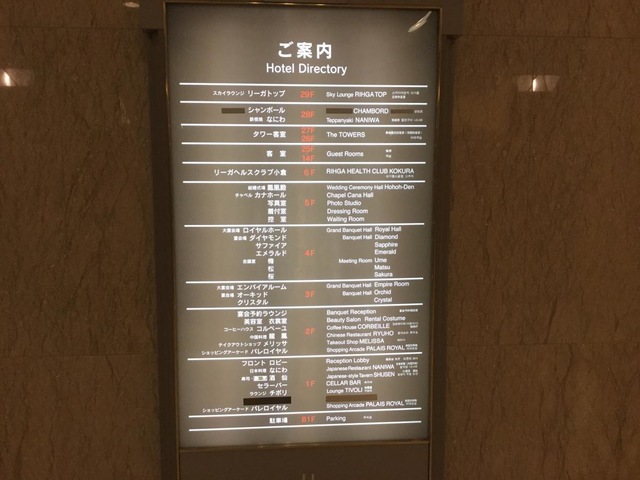 ご案内
Hotel Directory
スカイラウンジ リーガトップ 29F Sky Lounge RIHGA TOP
シャンボール 28F CHAMBORD
鉄板焼 なにわ Teppanyaki NANIWA
タワー客室 27F 26F The TOWERS
客室 25F 14F Guest Rooms
リーガヘルスクラブ小倉 6F RIHGA HEALTH CLUB KOKURA
結婚式場 鳳凰殿 Wedding Ceremony Hall Hohoh-Den
チャペル カナホール Chapel Cana Hall
写真室 5F Photo Studio
着付室 Dressing Room
控室 Waiting Room
大宴会場 ロイヤルホール Grand Banquet Hall Royal Hall
宴会場 ダイヤモンド Banquet Hall Diamond
サファイア Sapphire
エメラルド 4F Emerald
会議室 梅 Meeting Room Ume
松 Matsu
桜 Sakura
大宴会場 エンパイアルーム Grand Banquet Hall Empire Room
宴会場 オーキッド 3F Banquet Hall Orchid
クリスタル Crystal
宴会予約ラウンジ Banquet Reception
美容室 衣裳室 Beauty Salon Rental Costume
コーヒーハウス コルベーユ 2F Coffee House CORBEILLE
中国料理 龍鳳 Chinese Restaurant RYUHO
テイクアウトショップ メリッサ Takeout Shop MELISSA
ショッピングアーケード パレロイヤル Shopping Arcade PALAIS ROYAL
フロント ロビー Reception Lobby
日本料理 なにわ Japanese Restaurant NANIWA
酒仙 Japanese-style Tavern SHUSEN
セラーバー 1F CELLAR BAR
ラウンジ チボリ Lounge TIVOLI
ショッピングアーケード パレロイヤル Shopping Arcade PALAIS ROYAL
駐車場 B1F Parking